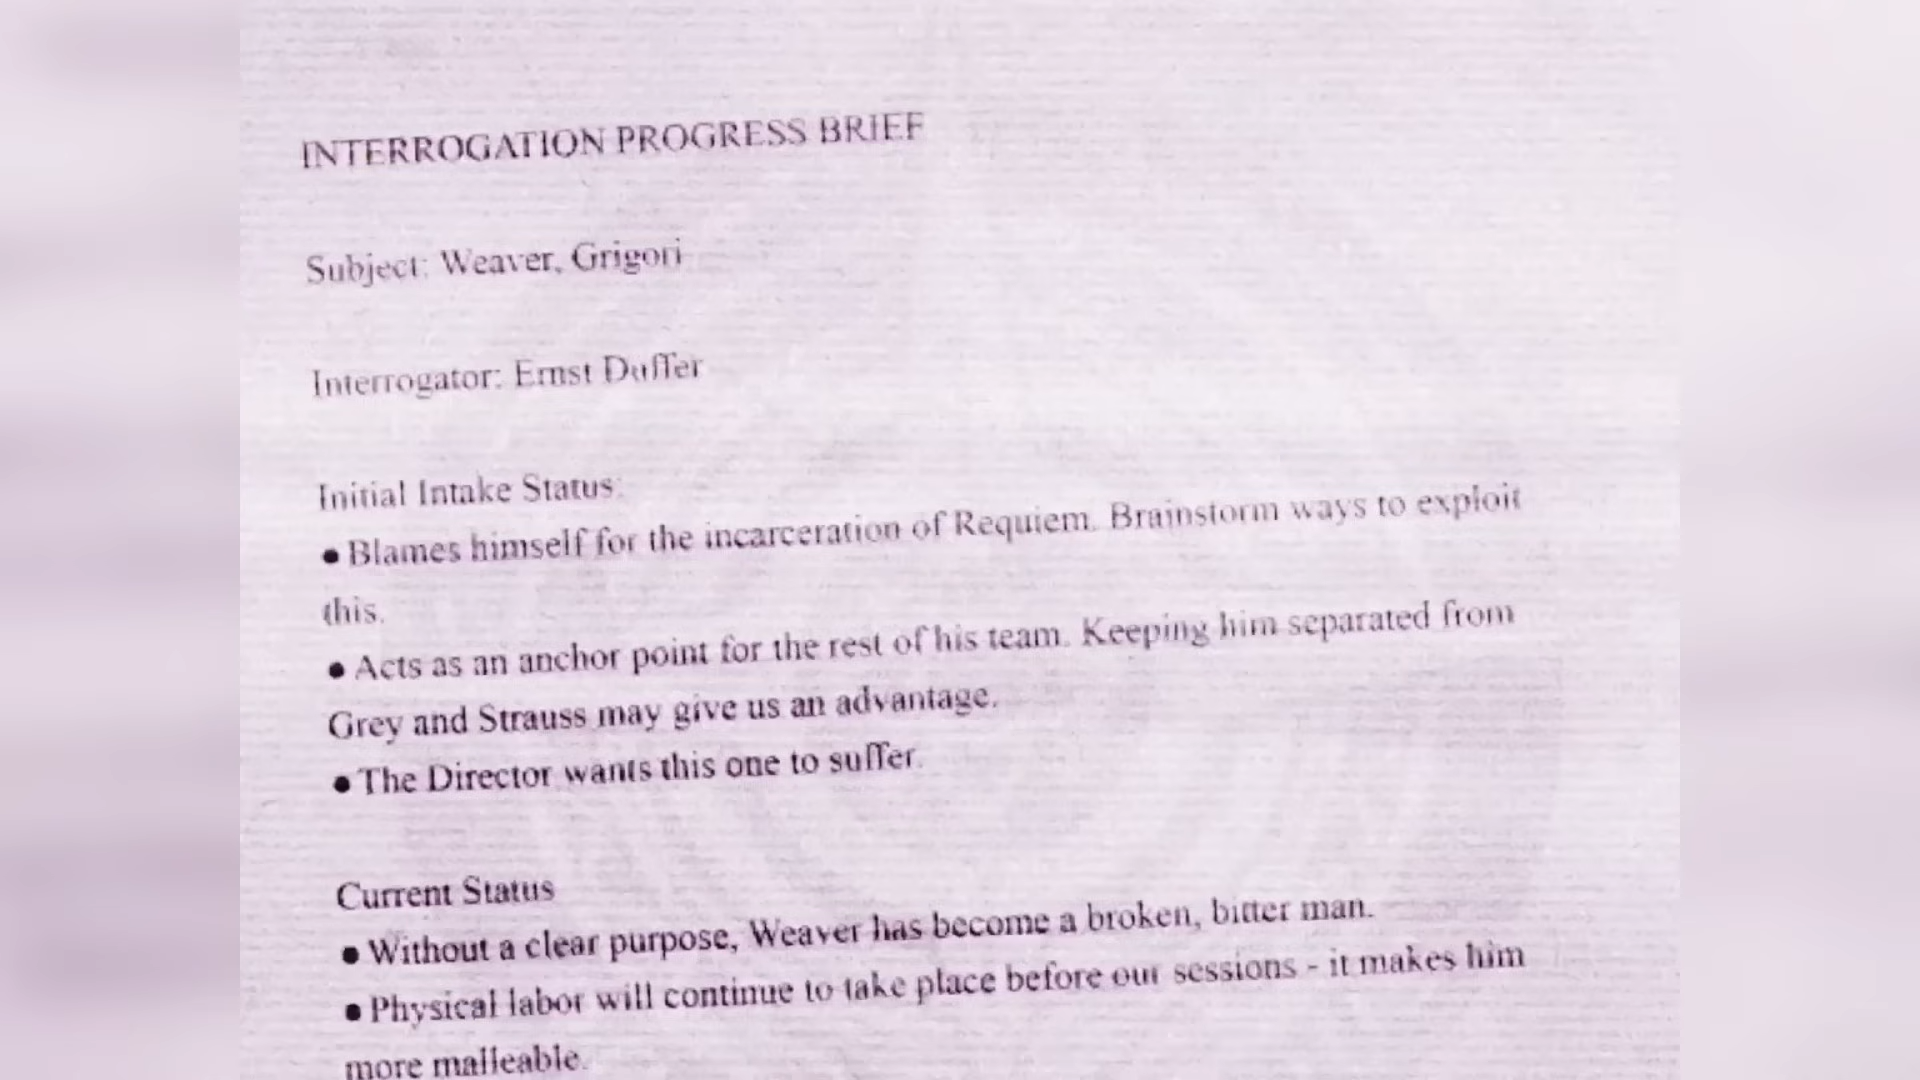 INTERROGATION PROGRESS BRIEF
Subject: Weaver, Grigori
Interrogator: Ernst Duffer
Initial Intake Status:
● Blames himself for the incarceration of Requiem. Brainstorm ways to exploit
this.
● Acts as an anchor point for the rest of his team. Keeping him separated from
Grey and Strauss may give us an advantage.
● The Director wants this one to suffer.
Current Status
● Without a clear purpose, Weaver has become a broken, bitter man.
● Physical labor will continue to take place before our sessions - it makes him
more malleable.